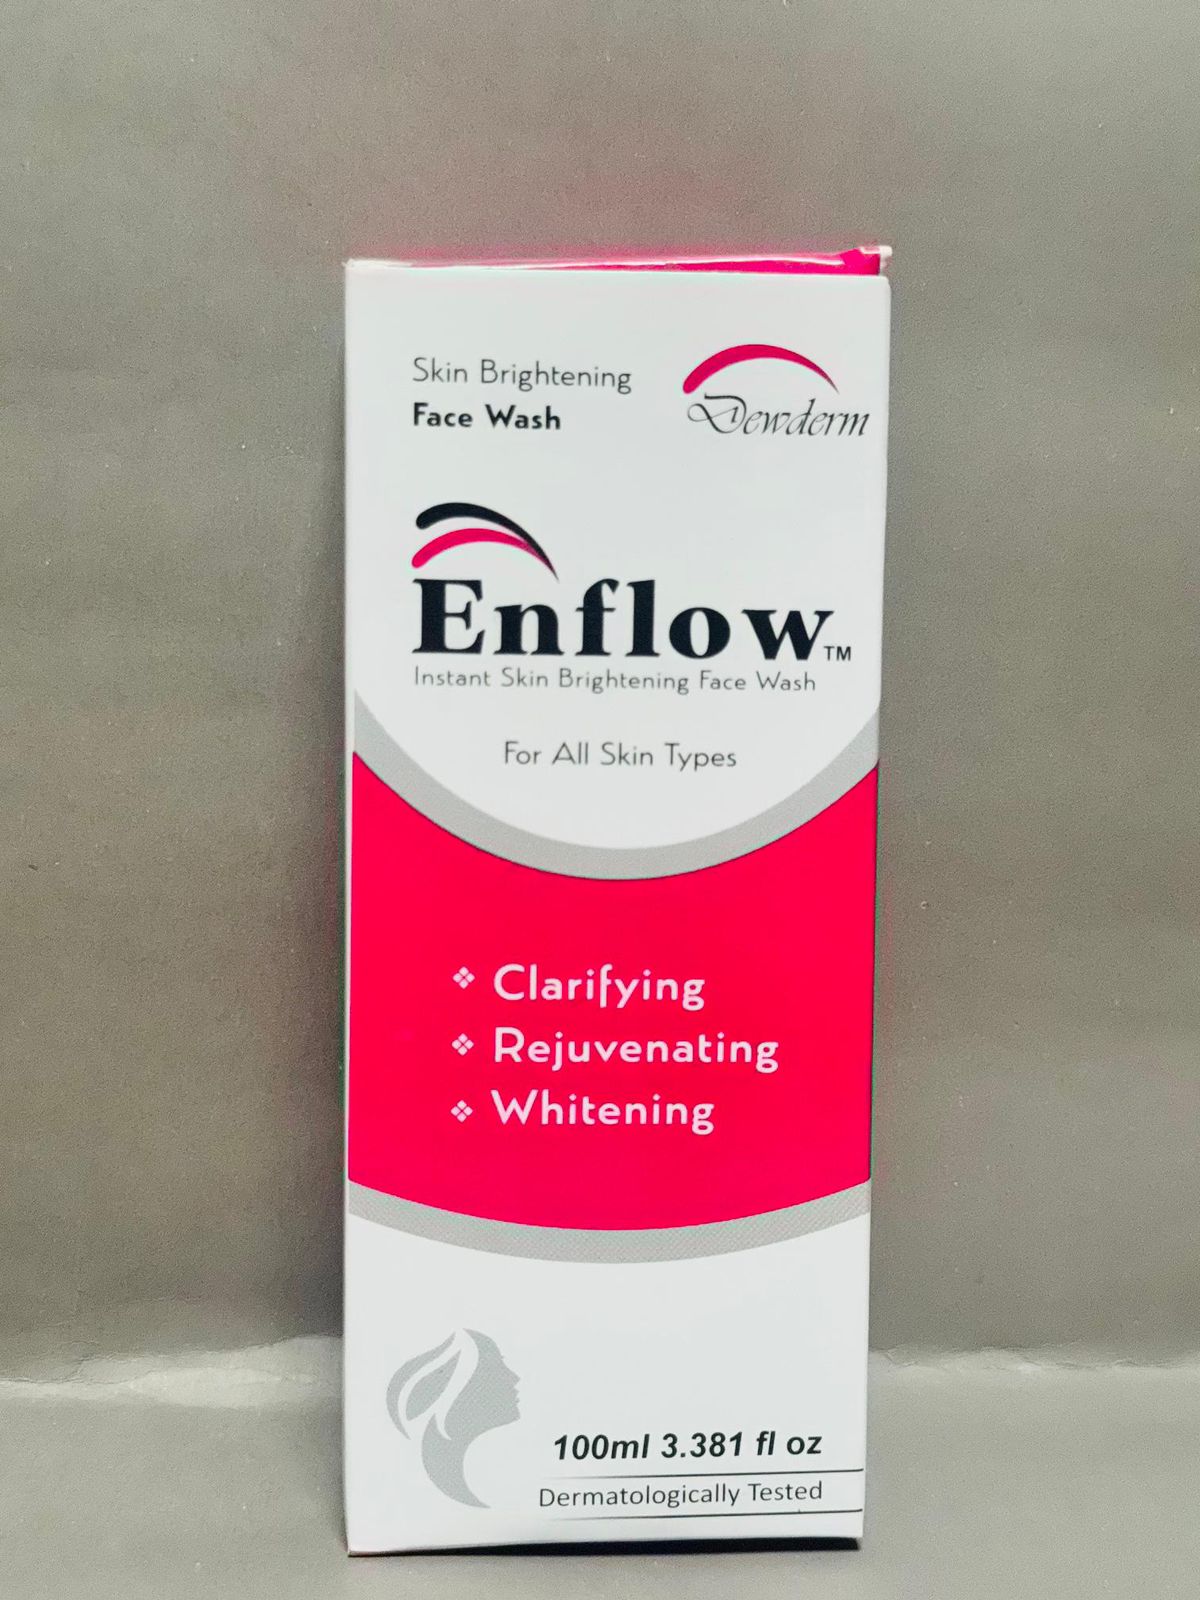 Skin Brightening
Face Wash
Dewderm
Enflow™
Instant Skin Brightening Face Wash
For All Skin Types
❖ Clarifying
❖ Rejuvenating
❖ Whitening
100ml 3.381 fl oz
Dermatologically Tested